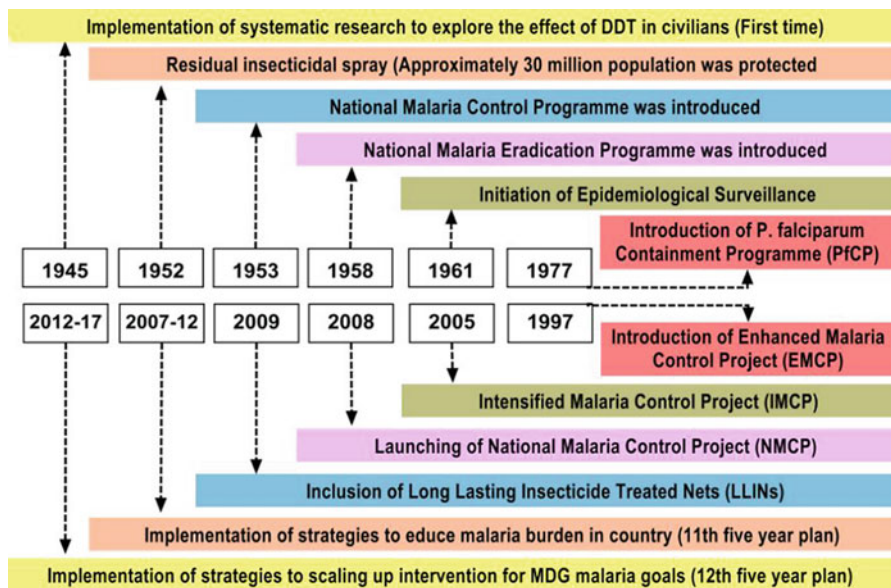 Implementation of systematic research to explore the effect of DDT in civilians (First time)
Residual insecticidal spray (Approximately 30 million population was protected
National Malaria Control Programme was introduced
National Malaria Eradication Programme was introduced
Initiation of Epidemiological Surveillance
Introduction of P. falciparum
Containment Programme (PfCP)
1945 1952 1953 1958 1961 1977
2012-17 2007-12 2009 2008 2005 1997
Introduction of Enhanced Malaria
Control Project (EMCP)
Intensified Malaria Control Project (IMCP)
Launching of National Malaria Control Project (NMCP)
Inclusion of Long Lasting Insecticide Treated Nets (LLINs)
Implementation of strategies to educe malaria burden in country (11th five year plan)
Implementation of strategies to scaling up intervention for MDG malaria goals (12th five year plan)